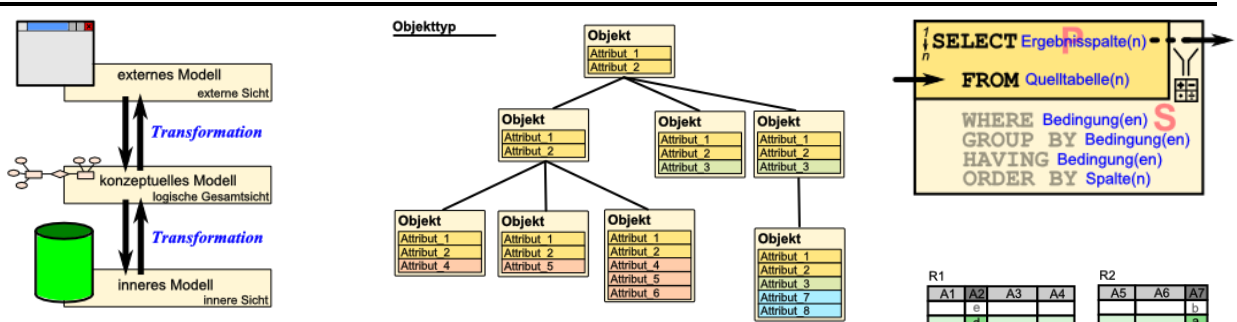 externes Modell
externe Sicht
Transformation
konzeptuelles Modell
logische Gesamtsicht
Transformation
inneres Modell
innere Sicht
Objekttyp
Objekt
Attribut_1
Attribut_2
Objekt
Attribut_1
Attribut_2
Objekt
Attribut_1
Attribut_2
Attribut_3
Objekt
Attribut_1
Attribut_2
Attribut_3
Objekt
Attribut_1
Attribut_2
Attribut_4
Objekt
Attribut_1
Attribut_2
Attribut_5
Objekt
Attribut_1
Attribut_2
Attribut_4
Attribut_5
Attribut_6
Objekt
Attribut_1
Attribut_2
Attribut_3
Attribut_7
Attribut_8
1
n
SELECT Ergebnisspalte(n)
P
FROM Quelltabelle(n)
WHERE Bedingung(en)
S
GROUP BY Bedingung(en)
HAVING Bedingung(en)
ORDER BY Spalte(n)
R1
A1 A2 A3 A4
e
d
R2
A5 A6 A7
b
a